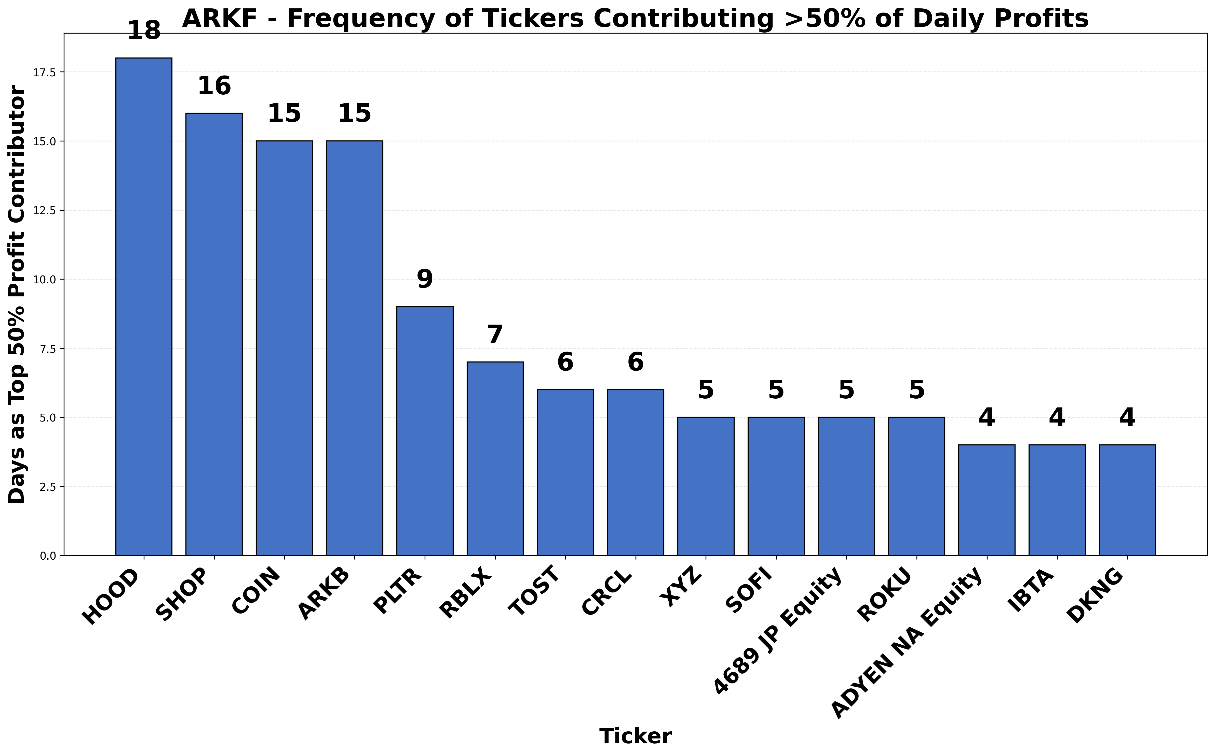 ARKF - Frequency of Tickers Contributing >50% of Daily Profits
Days as Top 50% Profit Contributor
17.5
15.0
12.5
10.0
7.5
5.0
2.5
0.0
18
16
15
15
9
7
6
6
5
5
5
5
4
4
4
HOOD
SHOP
COIN
ARKB
PLTR
RBLX
TOST
CRCL
XYZ
SOFI
4689 JP Equity
ROKU
ADYEN NA Equity
IBTA
DKNG
Ticker